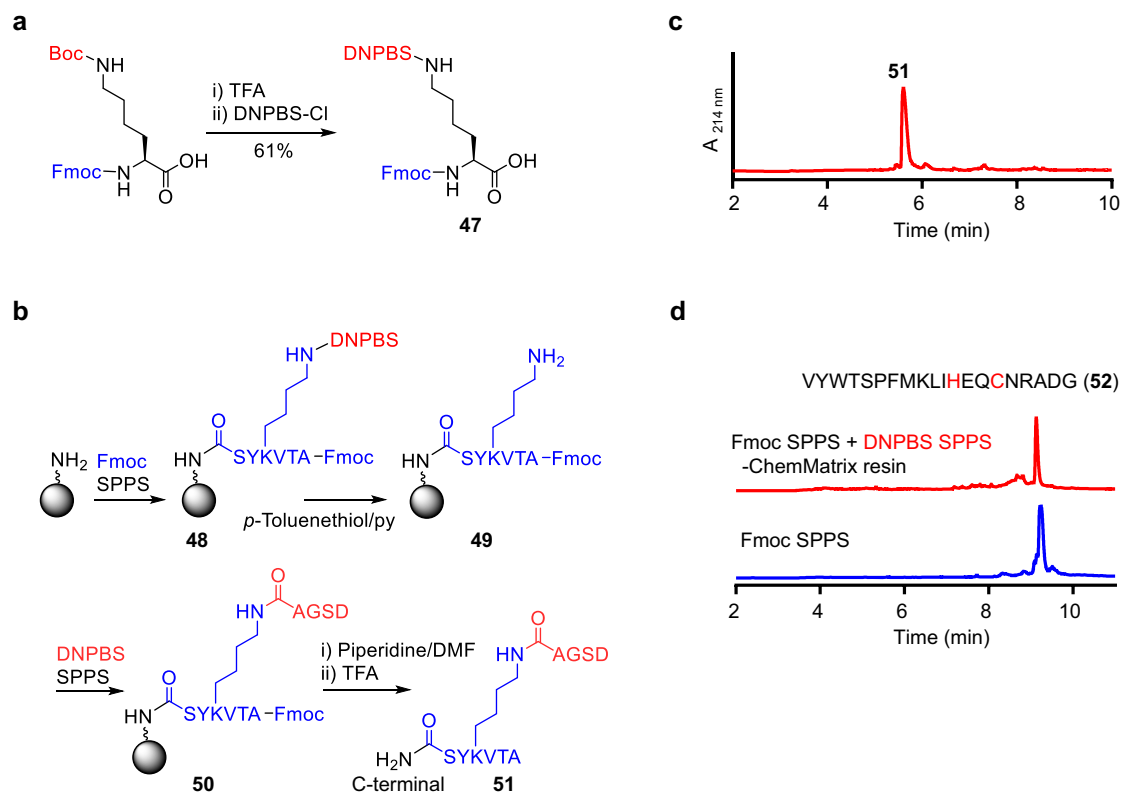 a
Boc
NH
Fmoc
N
H
OH
O
i) TFA
ii) DNPBS-Cl
61%
DNPBS
NH
Fmoc
N
H
OH
O
47
b
NH2
Fmoc
SPPS
HN
DNPBS
O
HN
SYKVTA
Fmoc
48
p-Toluenethiol/py
NH2
O
HN
SYKVTA
Fmoc
49
DNPBS
SPPS
O
HN
AGSD
O
HN
SYKVTA
Fmoc
50
i) Piperidine/DMF
ii) TFA
O
HN
AGSD
O
H2N
SYKVTA
C-terminal
51
c
51
A 214 nm
2 4 6 8 10
Time (min)
d
VYWTSPFMKLIHEQCNRADG (52)
Fmoc SPPS + DNPBS SPPS
-ChemMatrix resin
Fmoc SPPS
2 4 6 8 10
Time (min)